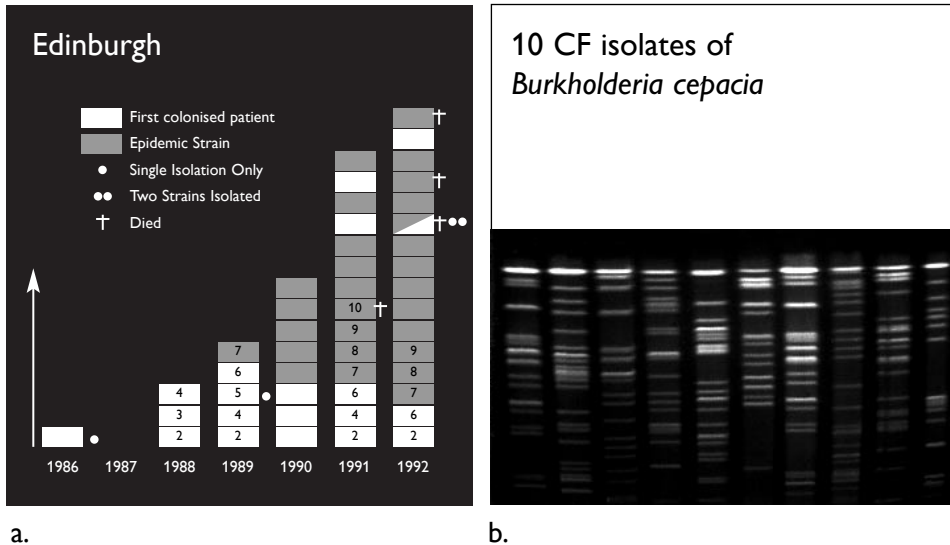 Edinburgh
First colonised patient
Epidemic Strain
Single Isolation Only
Two Strains Isolated
Died
10
9
9
7
8
8
6
7
7
4
5
6
6
3
4
4
2
2
2
2
1986 1987 1988 1989 1990 1991 1992
a.
10 CF isolates of
Burkholderia cepacia
b.